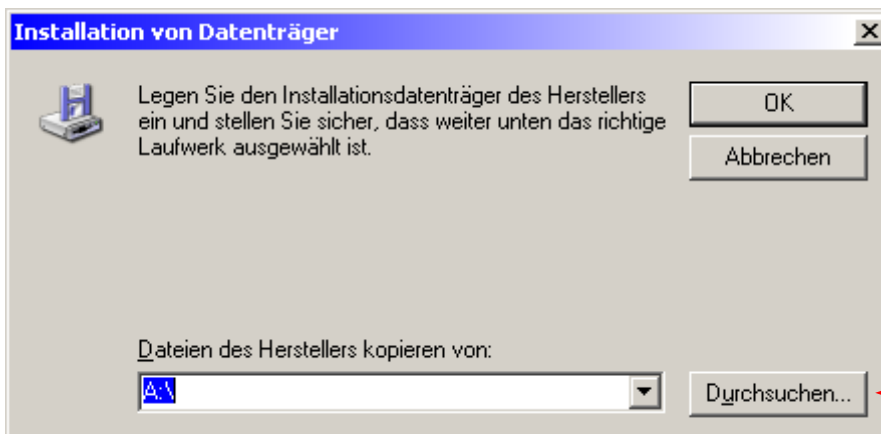 Installation von Datenträger
Legen Sie den Installationsdatenträger des Herstellers
ein und stellen Sie sicher, dass weiter unten das richtige
Laufwerk ausgewählt ist.
OK
Abbrechen
Dateien des Herstellers kopieren von:
A:\
Durchsuchen...